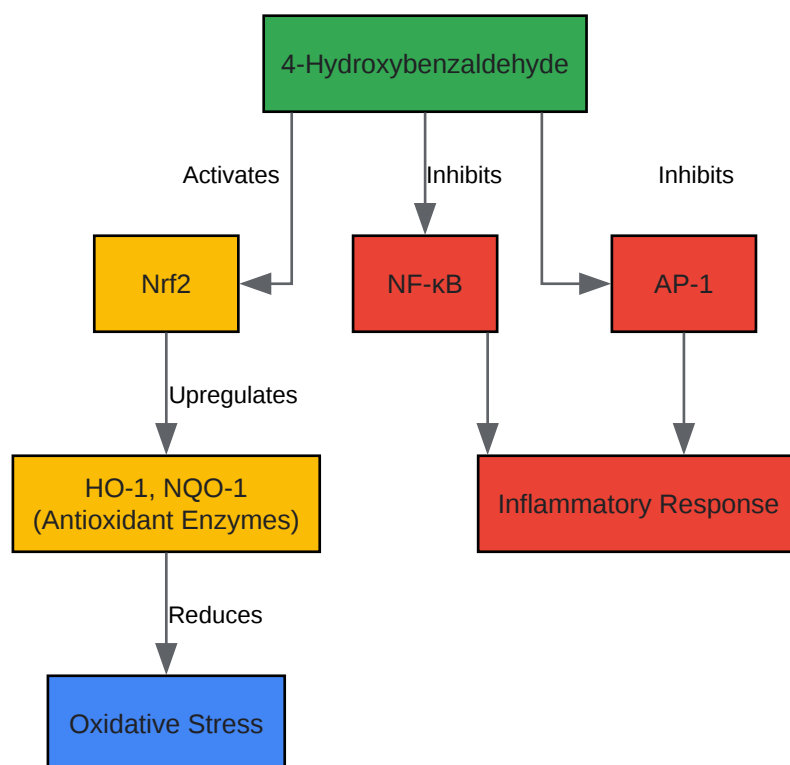 4-Hydroxybenzaldehyde
Activates
Inhibits
Inhibits
Nrf2
NF-κB
AP-1
Upregulates
HO-1, NQO-1
(Antioxidant Enzymes)
Inflammatory Response
Reduces
Oxidative Stress